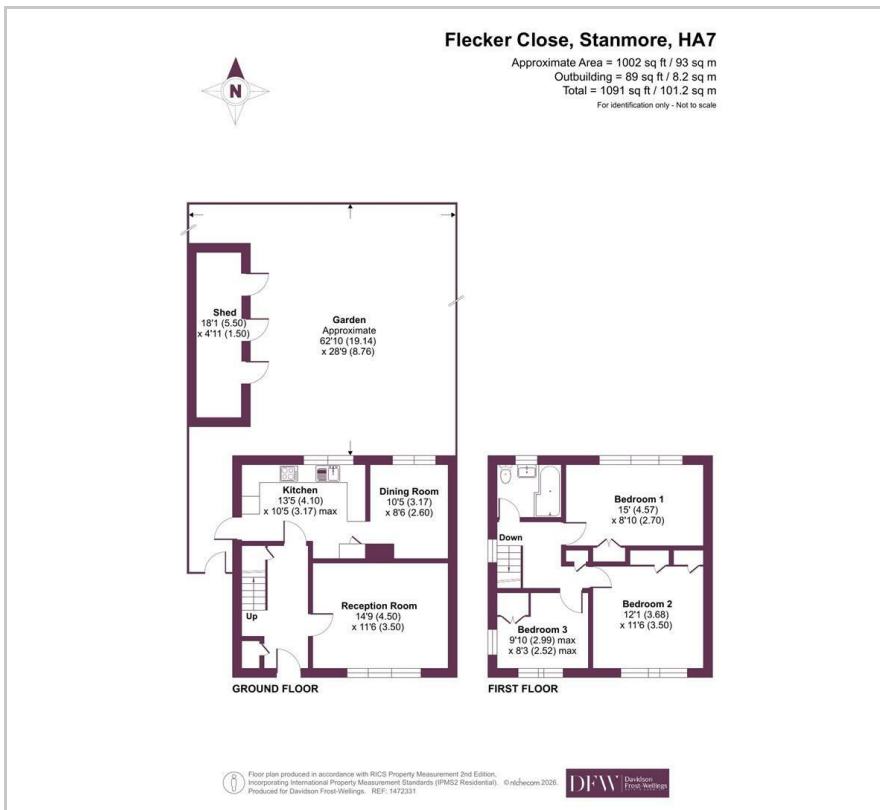 Flecker Close, Stanmore, HA7
Approximate Area = 1002 sq ft / 93 sq m
Outbuilding = 89 sq ft / 8.2 sq m
Total = 1091 sq ft / 101.2 sq m
For identification only - Not to scale
N
Shed
18'1 (5.50)
x 4'11 (1.50)
Garden
Approximate
62'10 (19.14)
x 28'9 (8.76)
Kitchen
13'5 (4.10)
x 10'5 (3.17) max
Dining Room
10'5 (3.17)
x 8'6 (2.60)
Up
Reception Room
14'9 (4.50)
x 11'6 (3.50)
GROUND FLOOR
Bedroom 1
15' (4.57)
x 8'10 (2.70)
Down
Bedroom 2
12'1 (3.68)
x 11'6 (3.50)
Bedroom 3
9'10 (2.99) max
x 8'3 (2.52) max
FIRST FLOOR
Floor plan produced in accordance with RICS Property Measurement 2nd Edition,
Incorporating International Property Measurement Standards (IPMS2 Residential). © nichecom 2026.
Produced for Davidson Frost-Wellings. REF: 1472331
DFW
Davidson
Frost-Wellings